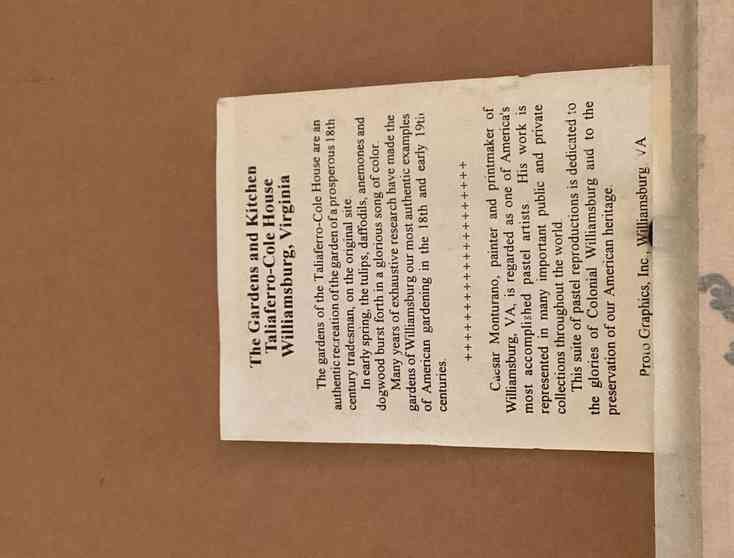 The Gardens and Kitchen
Taliaferro-Cole House
Williamsburg, Virginia
The gardens of the Taliaferro-Cole House are an
authentic recreation of the garden of a prosperous 18th
century tradesman, on the original site.
In early spring, the tulips, daffodils, anemones and
dogwood burst forth in a glorious song of color.
Many years of exhaustive research have made the
gardens of Williamsburg our most authentic examples
of American gardening in the 18th and early 19th
centuries.
+++++++++++++++++++++++
Caesar Monturano, painter and printmaker of
Williamsburg, VA, is regarded as one of America's
most accomplished pastel artists. His work is
represented in many important public and private
collections throughout the world
This suite of pastel reproductions is dedicated to
the glories of Colonial Williamsburg and to the
preservation of our American heritage.
Proto Graphics, Inc., Williamsburg, VA